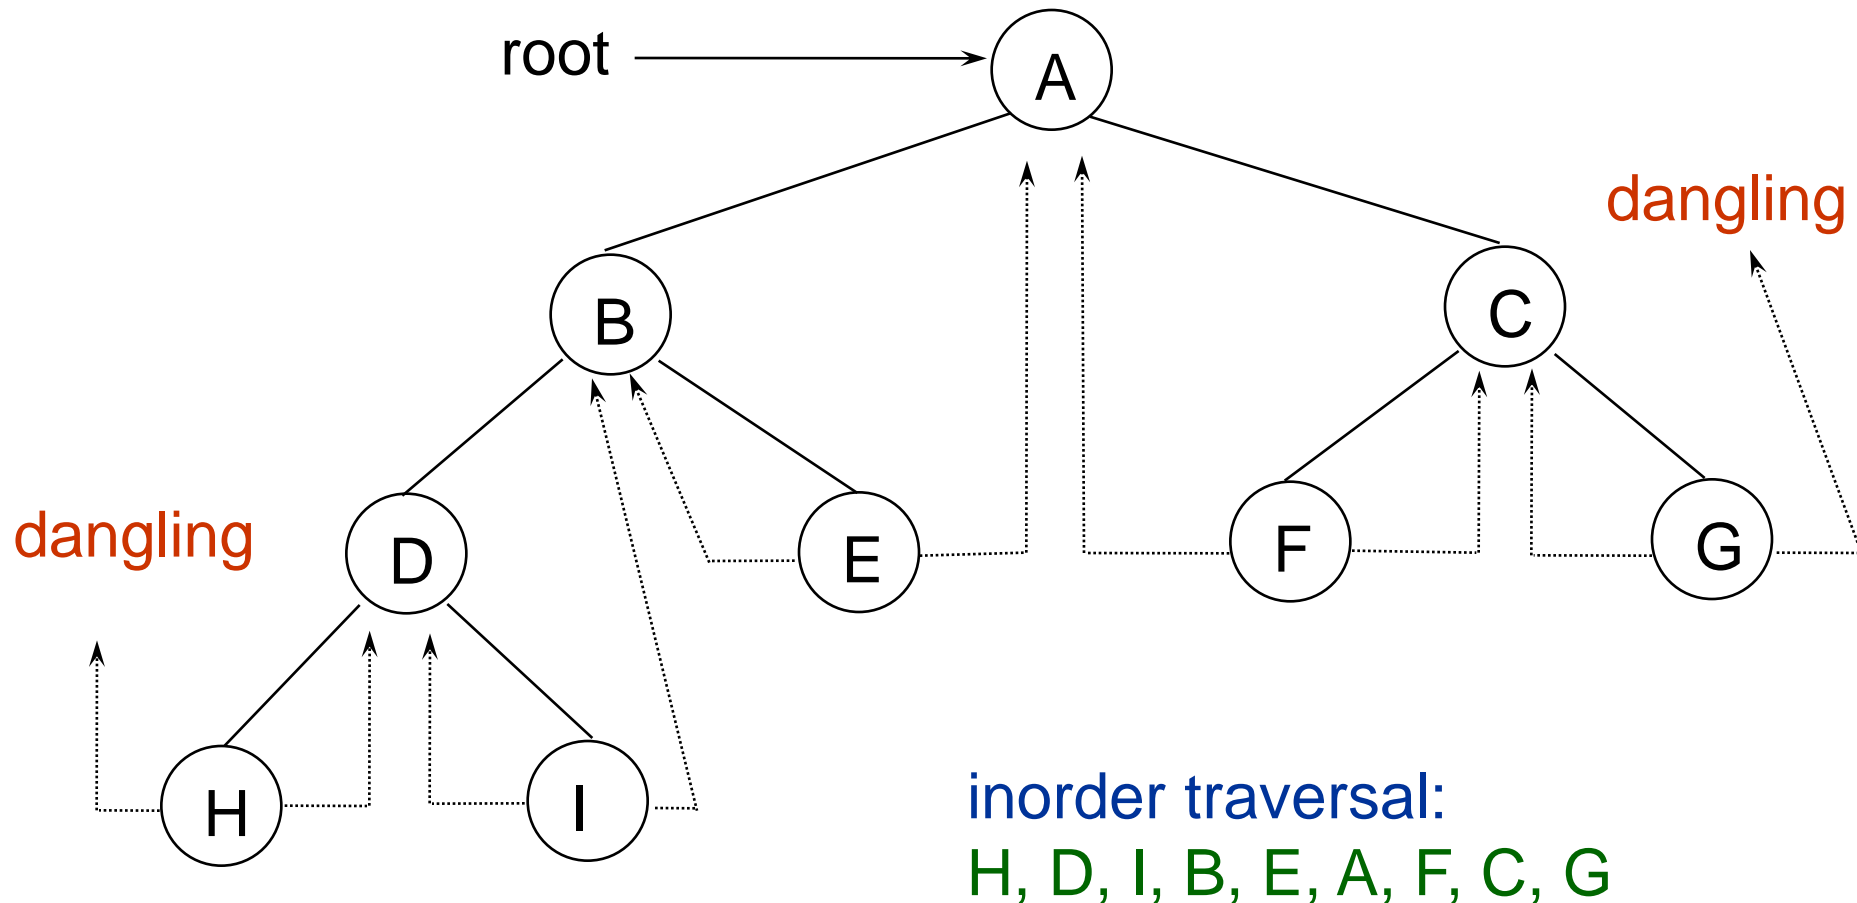 root
A
dangling
B
C
dangling
D
E
F
G
H
I
inorder traversal:
H, D, I, B, E, A, F, C, G